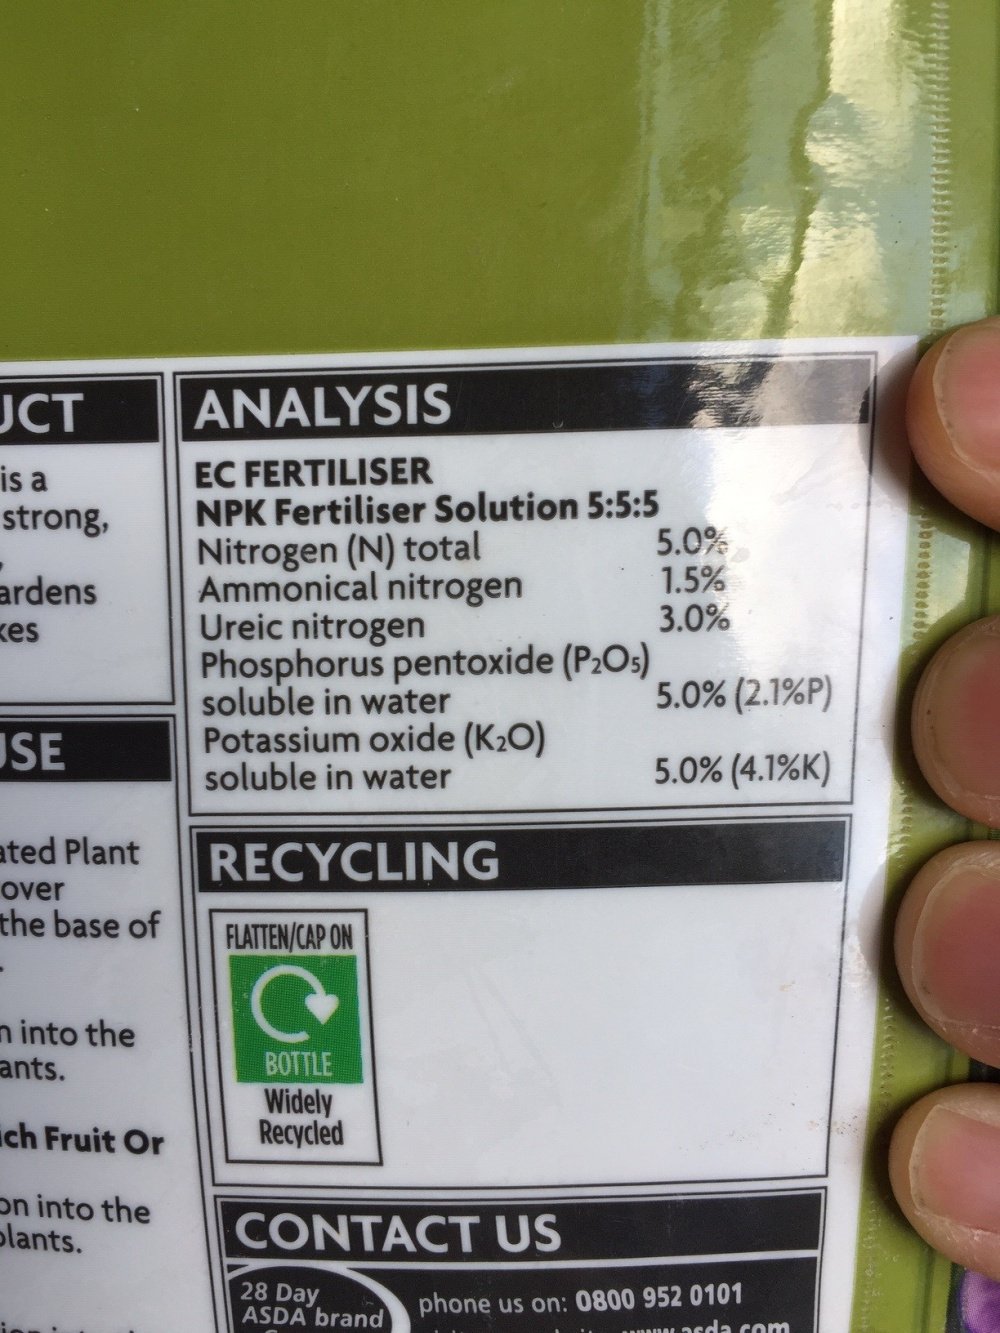 UCT
is a
strong,
ardens
kes
USE
ated Plant
over
the base of
n into the
ants.
ich Fruit Or
on into the
plants.
ANALYSIS
EC FERTILISER
NPK Fertiliser Solution 5:5:5
Nitrogen (N) total 5.0%
Ammonical nitrogen 1.5%
Ureic nitrogen 3.0%
Phosphorus pentoxide (P₂O₅)
soluble in water 5.0% (2.1%P)
Potassium oxide (K₂O)
soluble in water 5.0% (4.1%K)
RECYCLING
FLATTEN/CAP ON
BOTTLE
Widely
Recycled
CONTACT US
28 Day
ASDA brand
phone us on: 0800 952 0101
www.asda.com